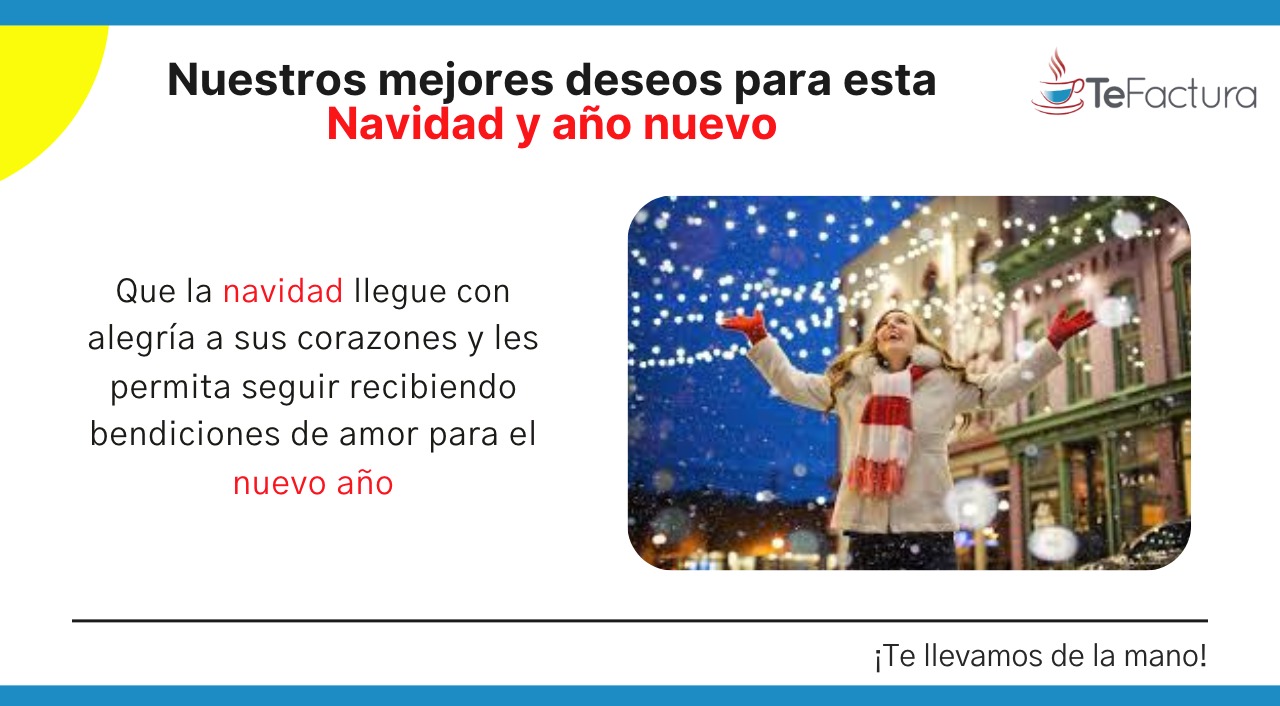 Nuestros mejores deseos para esta
Navidad y año nuevo
TeFactura
Que la navidad llegue con
alegría a sus corazones y les
permita seguir recibiendo
bendiciones de amor para el
nuevo año
¡Te llevamos de la mano!